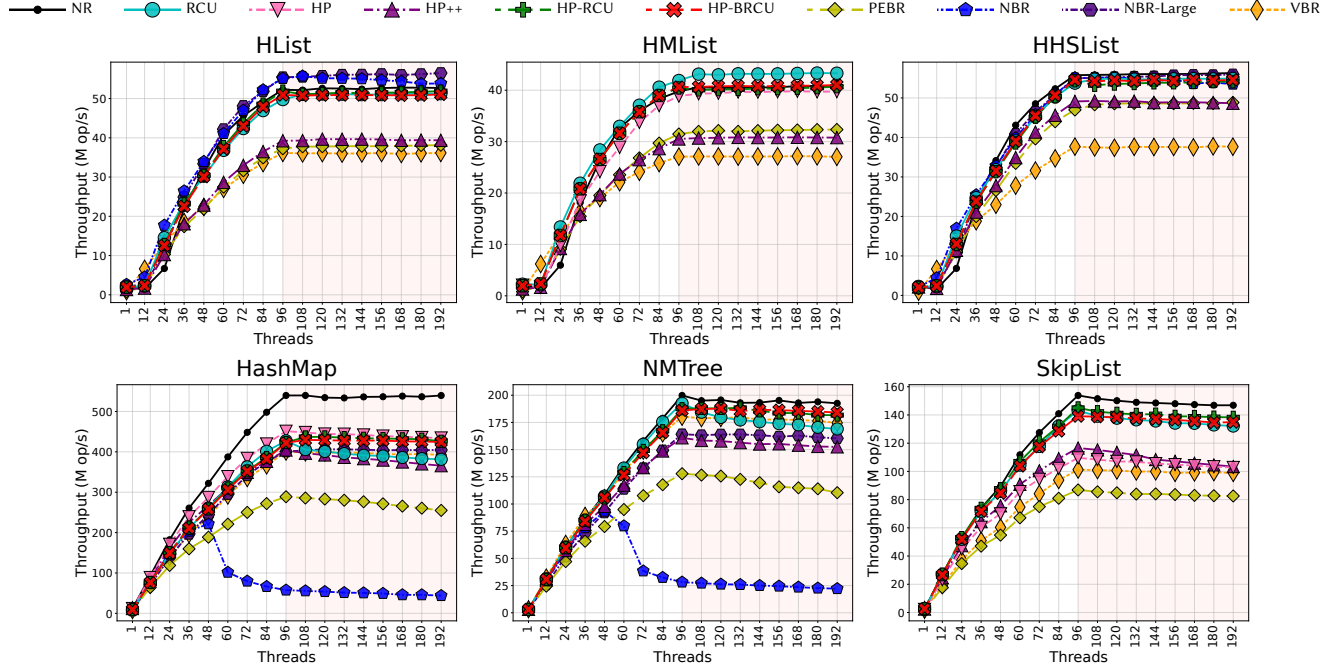 NR RCU HP HP++ HP-RCU HP-BRCU PEBR NBR NBR-Large VBR
HList
Throughput (M op/s)
50
40
30
20
10
0
1 12 24 36 48 60 72 84 96 108 120 132 144 156 168 180 192
Threads
HMList
Throughput (M op/s)
40
30
20
10
0
1 12 24 36 48 60 72 84 96 108 120 132 144 156 168 180 192
Threads
HHSList
Throughput (M op/s)
50
40
30
20
10
0
1 12 24 36 48 60 72 84 96 108 120 132 144 156 168 180 192
Threads
HashMap
Throughput (M op/s)
500
400
300
200
100
0
1 12 24 36 48 60 72 84 96 108 120 132 144 156 168 180 192
Threads
NMTree
Throughput (M op/s)
200
175
150
125
100
75
50
25
0
1 12 24 36 48 60 72 84 96 108 120 132 144 156 168 180 192
Threads
SkipList
Throughput (M op/s)
160
140
120
100
80
60
40
20
0
1 12 24 36 48 60 72 84 96 108 120 132 144 156 168 180 192
Threads